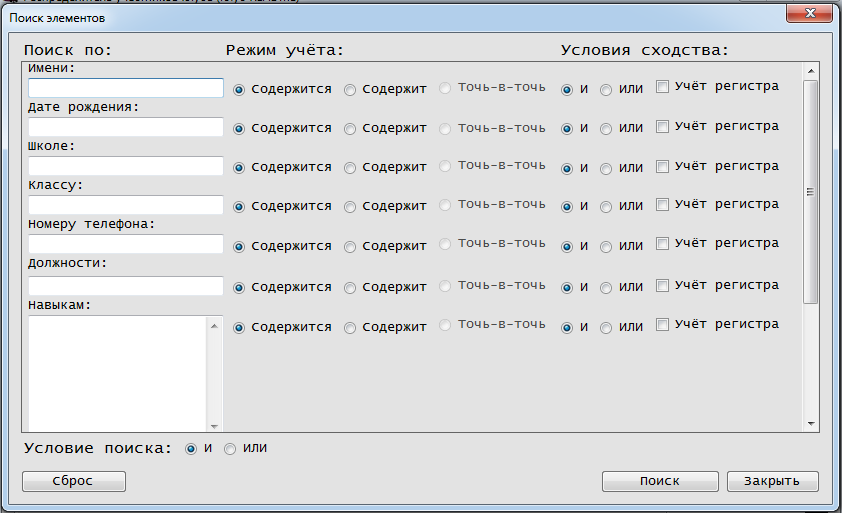 Поиск элементов
Поиск по: Режим учёта: Условия сходства:
Имени:
Содержится Содержит Точь-в-точь И ИЛИ Учёт регистра
Дате рождения:
Содержится Содержит Точь-в-точь И ИЛИ Учёт регистра
Школе:
Содержится Содержит Точь-в-точь И ИЛИ Учёт регистра
Классу:
Содержится Содержит Точь-в-точь И ИЛИ Учёт регистра
Номеру телефона:
Содержится Содержит Точь-в-точь И ИЛИ Учёт регистра
Должности:
Содержится Содержит Точь-в-точь И ИЛИ Учёт регистра
Навыкам:
Содержится Содержит Точь-в-точь И ИЛИ Учёт регистра
Условие поиска: И ИЛИ
Сброс Поиск Закрыть